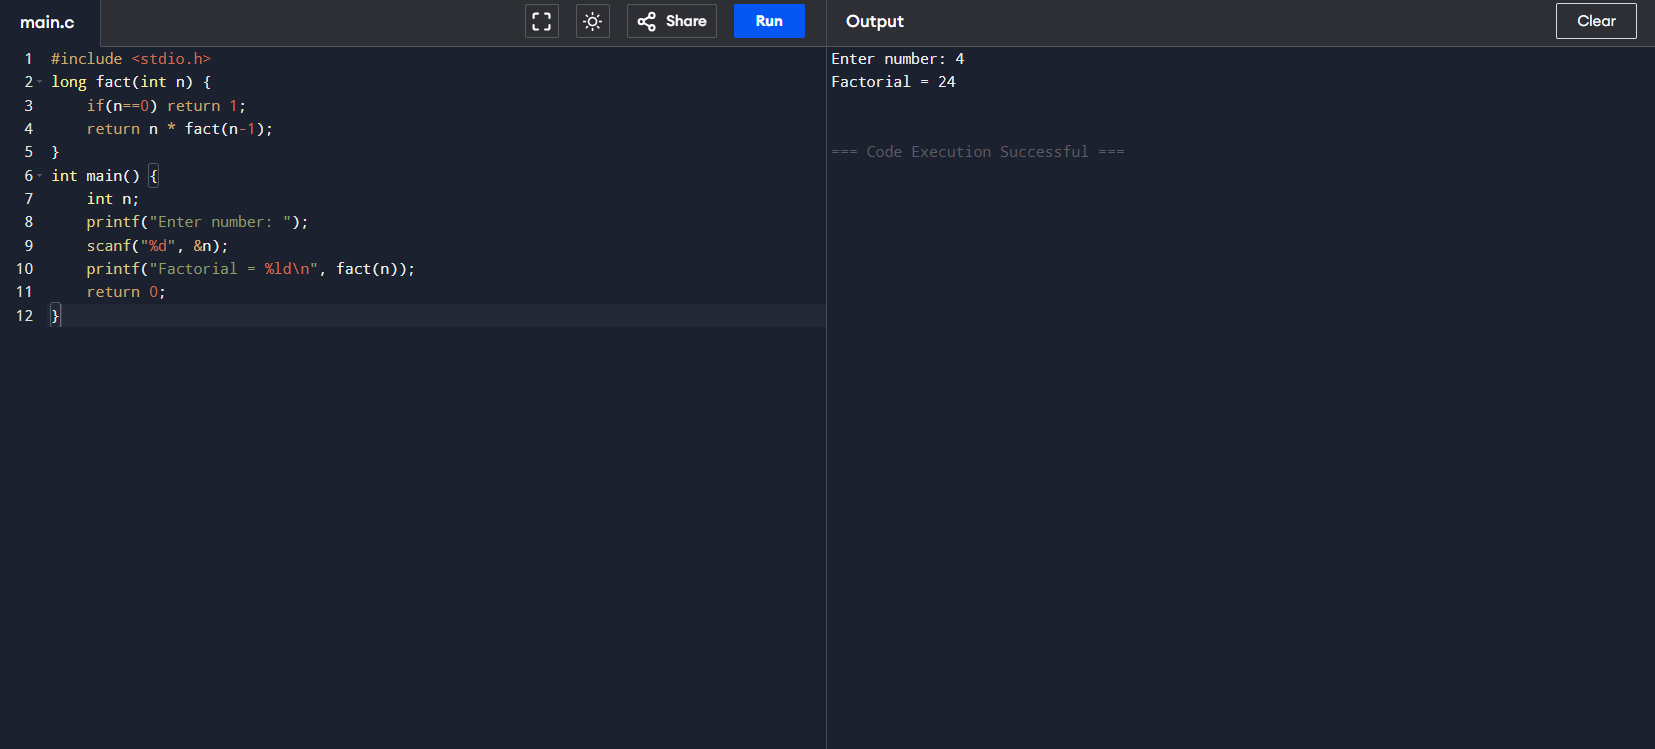 main.c
Share
Run
Output
Clear
1 #include <stdio.h>
2 long fact(int n) {
3     if(n==0) return 1;
4     return n * fact(n-1);
5 }
6 int main() {
7     int n;
8     printf("Enter number: ");
9     scanf("%d", &n);
10     printf("Factorial = %ld\n", fact(n));
11     return 0;
12 }
Enter number: 4
Factorial = 24
=== Code Execution Successful ===